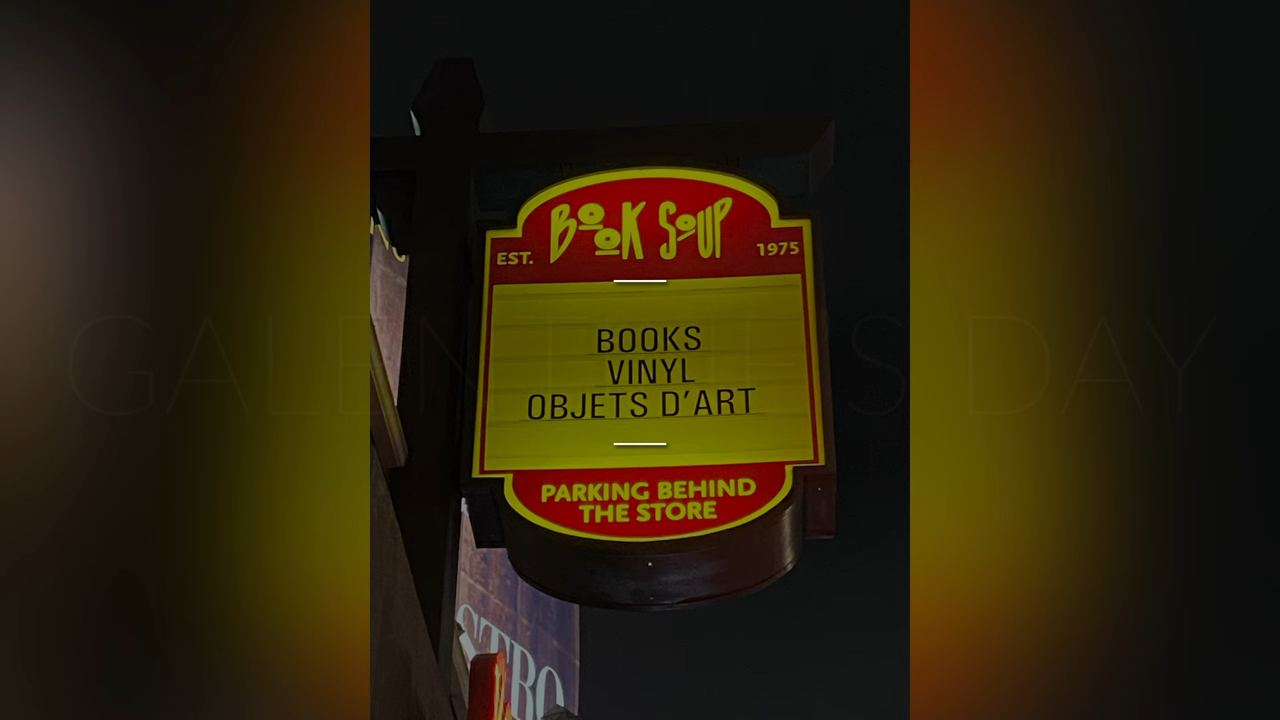 BOOK SOUP
EST. 1975
BOOKS
VINYL
OBJETS D'ART
PARKING BEHIND
THE STORE